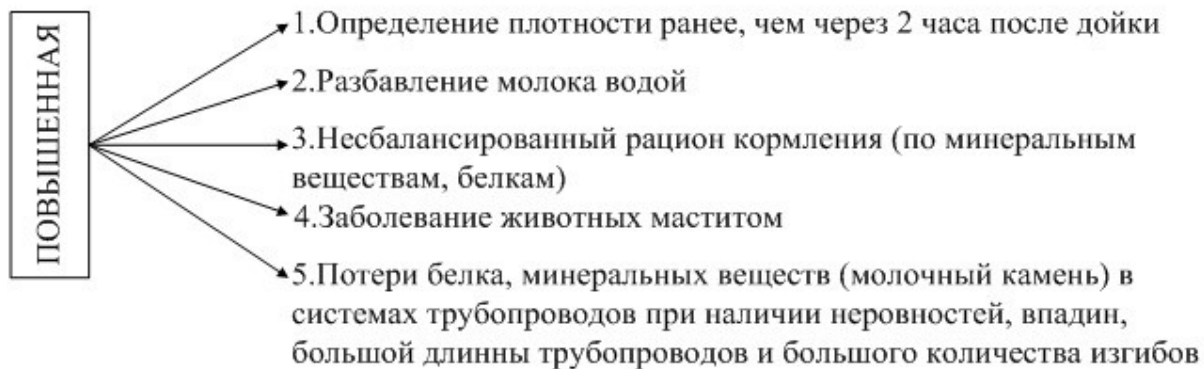 ПОВЫШЕННАЯ
1.Определение плотности ранее, чем через 2 часа после дойки
2.Разбавление молока водой
3.Несбалансированный рацион кормления (по минеральным
веществам, белкам)
4.Заболевание животных маститом
5.Потери белка, минеральных веществ (молочный камень) в
системах трубопроводов при наличии неровностей, впадин,
большой длинны трубопроводов и большого количества изгибов